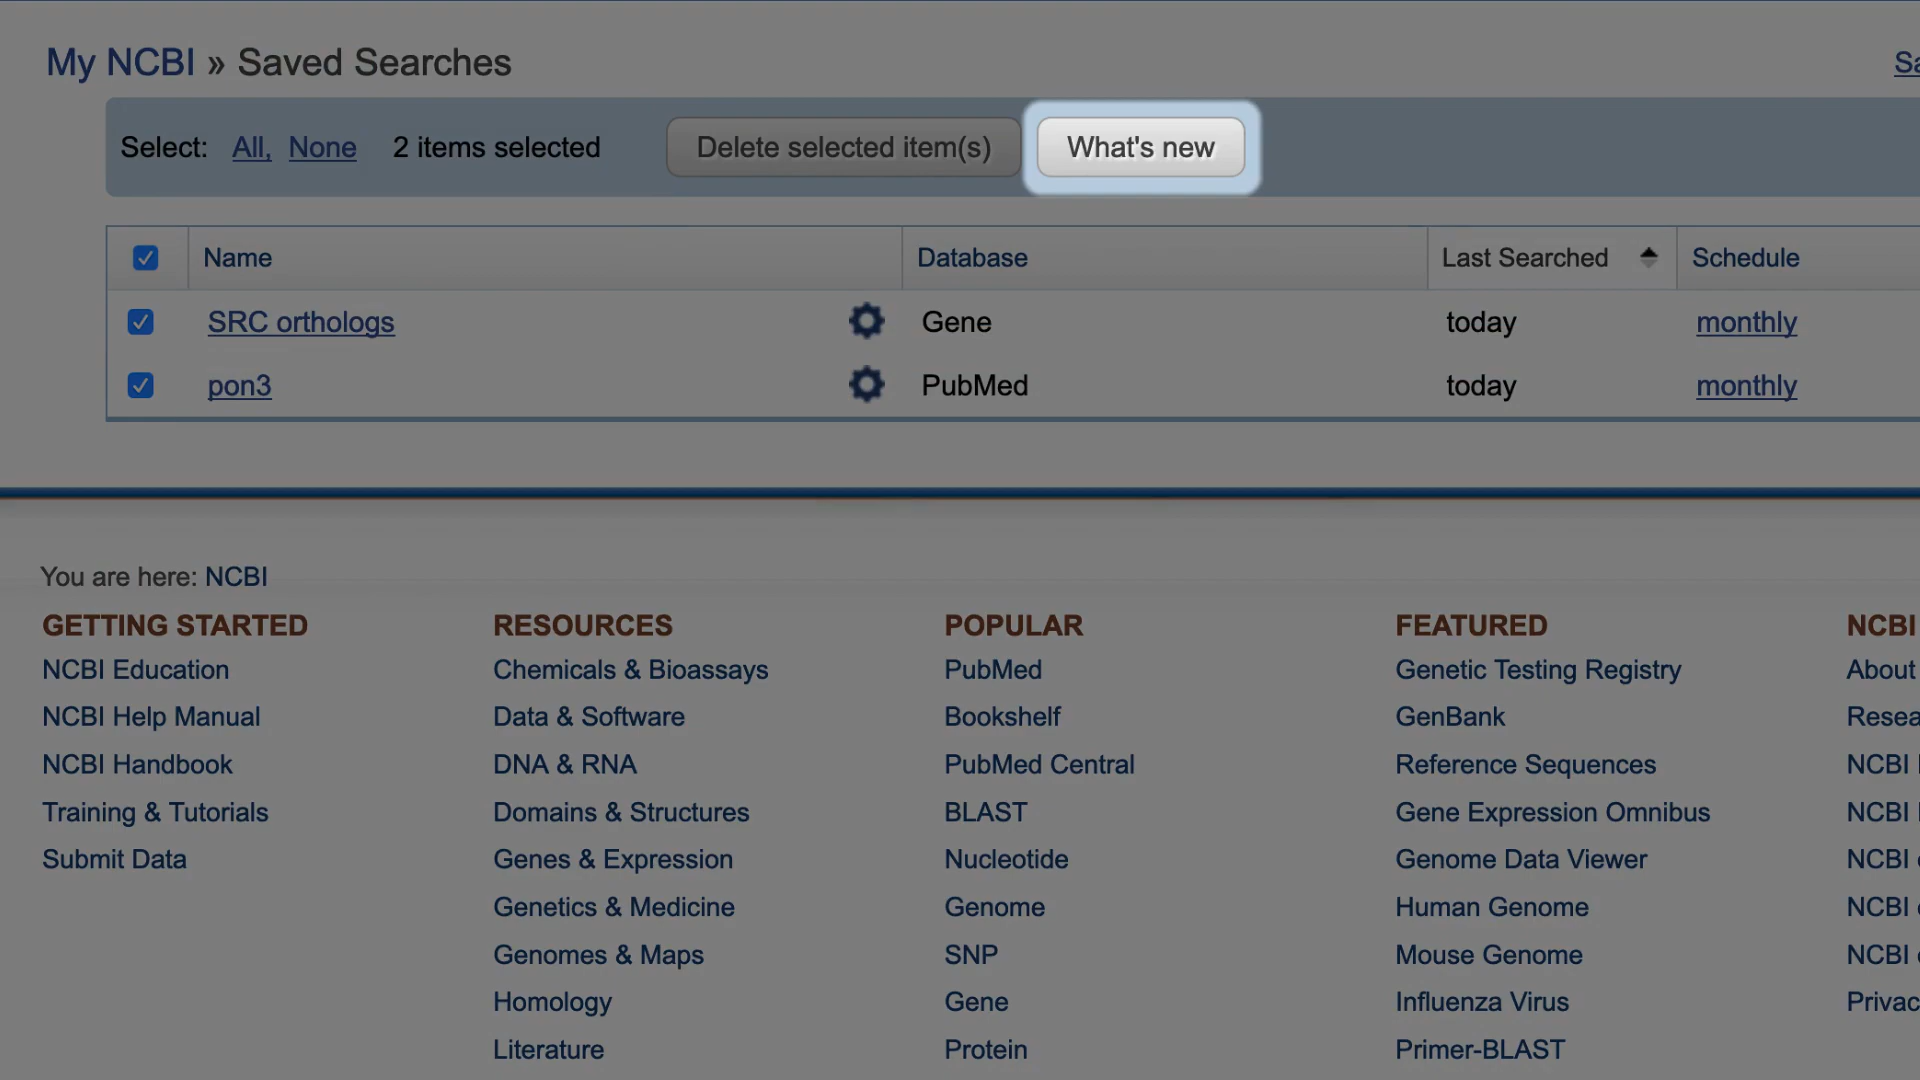 My NCBI » Saved Searches
Select: All, None 2 items selected Delete selected item(s) What's new
Name Database Last Searched Schedule
SRC orthologs Gene today monthly
pon3 PubMed today monthly
You are here: NCBI
GETTING STARTED
NCBI Education
NCBI Help Manual
NCBI Handbook
Training & Tutorials
Submit Data
RESOURCES
Chemicals & Bioassays
Data & Software
DNA & RNA
Domains & Structures
Genes & Expression
Genetics & Medicine
Genomes & Maps
Homology
Literature
POPULAR
PubMed
Bookshelf
PubMed Central
BLAST
Nucleotide
Genome
SNP
Gene
Protein
FEATURED
Genetic Testing Registry
GenBank
Reference Sequences
Gene Expression Omnibus
Genome Data Viewer
Human Genome
Mouse Genome
Influenza Virus
Primer-BLAST
NCBI
About
NCBI
NCBI
NCBI
NCBI
NCBI